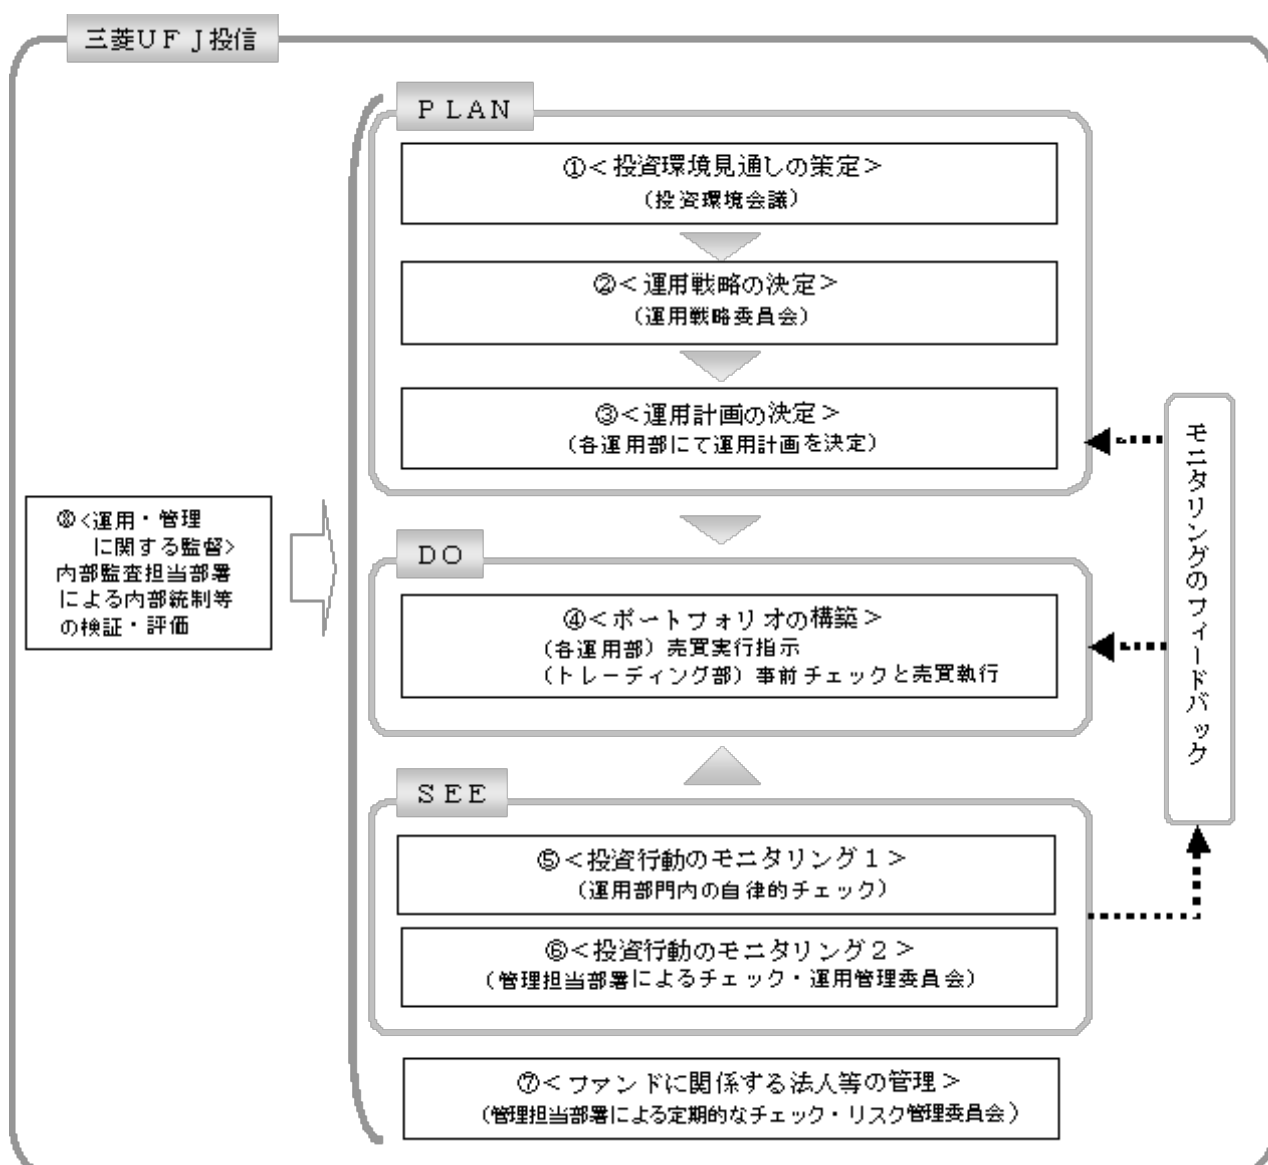 三菱ＵＦＪ投信
ＰＬＡＮ
①＜投資環境見通しの策定＞
（投資環境会議）
②＜運用戦略の決定＞
（運用戦略委員会）
③＜運用計画の決定＞
（各運用部にて運用計画を決定）
ＤＯ
④＜ポートフォリオの構築＞
（各運用部）売買実行指示
（トレーディング部）事前チェックと売買執行
ＳＥＥ
⑤＜投資行動のモニタリング１＞
（運用部門内の自律的チェック）
⑥＜投資行動のモニタリング２＞
（管理担当部署によるチェック・運用管理委員会）
⑦＜ファンドに関係する法人等の管理＞
（管理担当部署による定期的なチェック・リスク管理委員会）
⑧<運用・管理
に関する監督>
内部監査担当部署
による内部統制等
の検証・評価
モニタリングのフィードバック